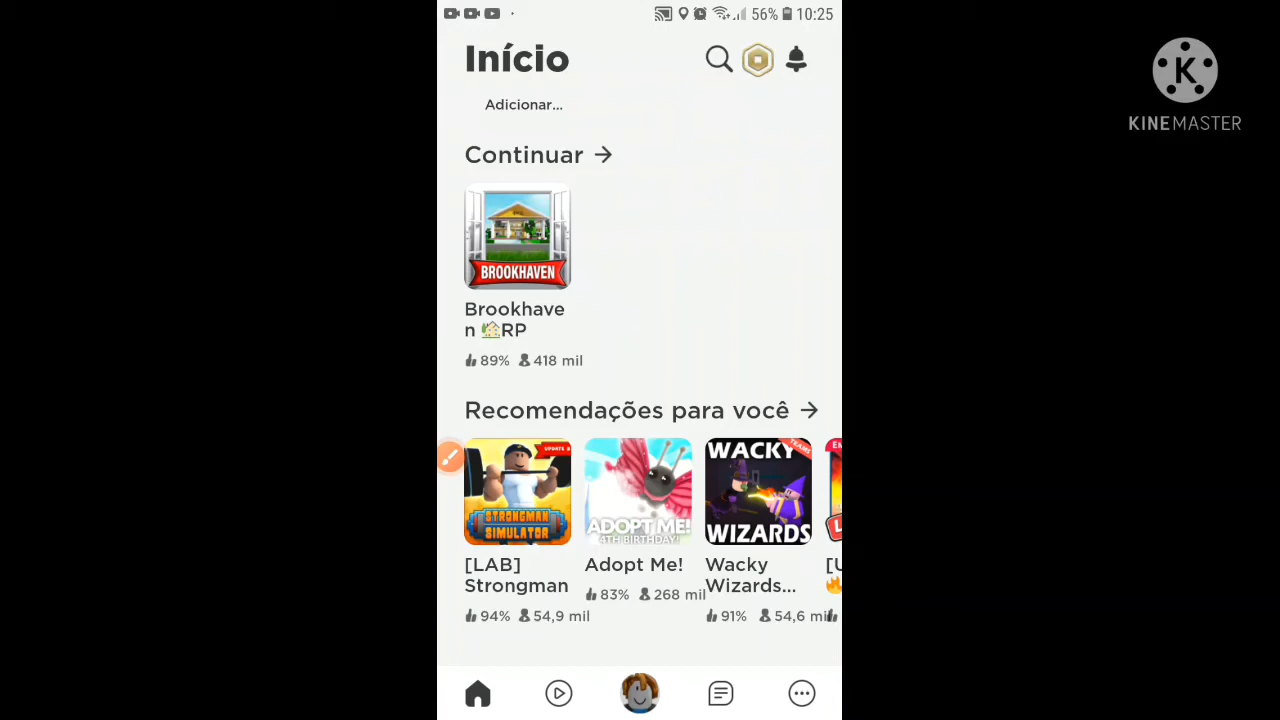 56% 10:25
Início
Adicionar...
Continuar
BROOKHAVEN
Brookhave
n 🏡RP
89% 418 mil
Recomendações para você
UPDATE
STRONGMAN
SIMULATOR
ADOPT ME!
4TH BIRTHDAY!
TEAMS
WACKY
WIZARDS
[LAB]
Strongman
94% 54,9 mil
Adopt Me!
83% 268 mil
Wacky
Wizards...
91% 54,6 mil
K
KINEMASTER